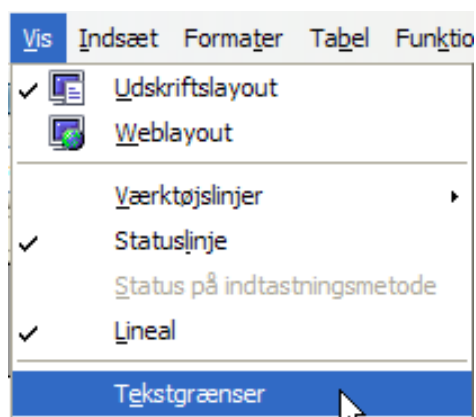 Vis Indsæt Formater Tabel Funktio
Udskriftslayout
Weblayout
Værktøjslinjer
Statuslinje
Status på indtastningsmetode
Lineal
Tekstgrænser